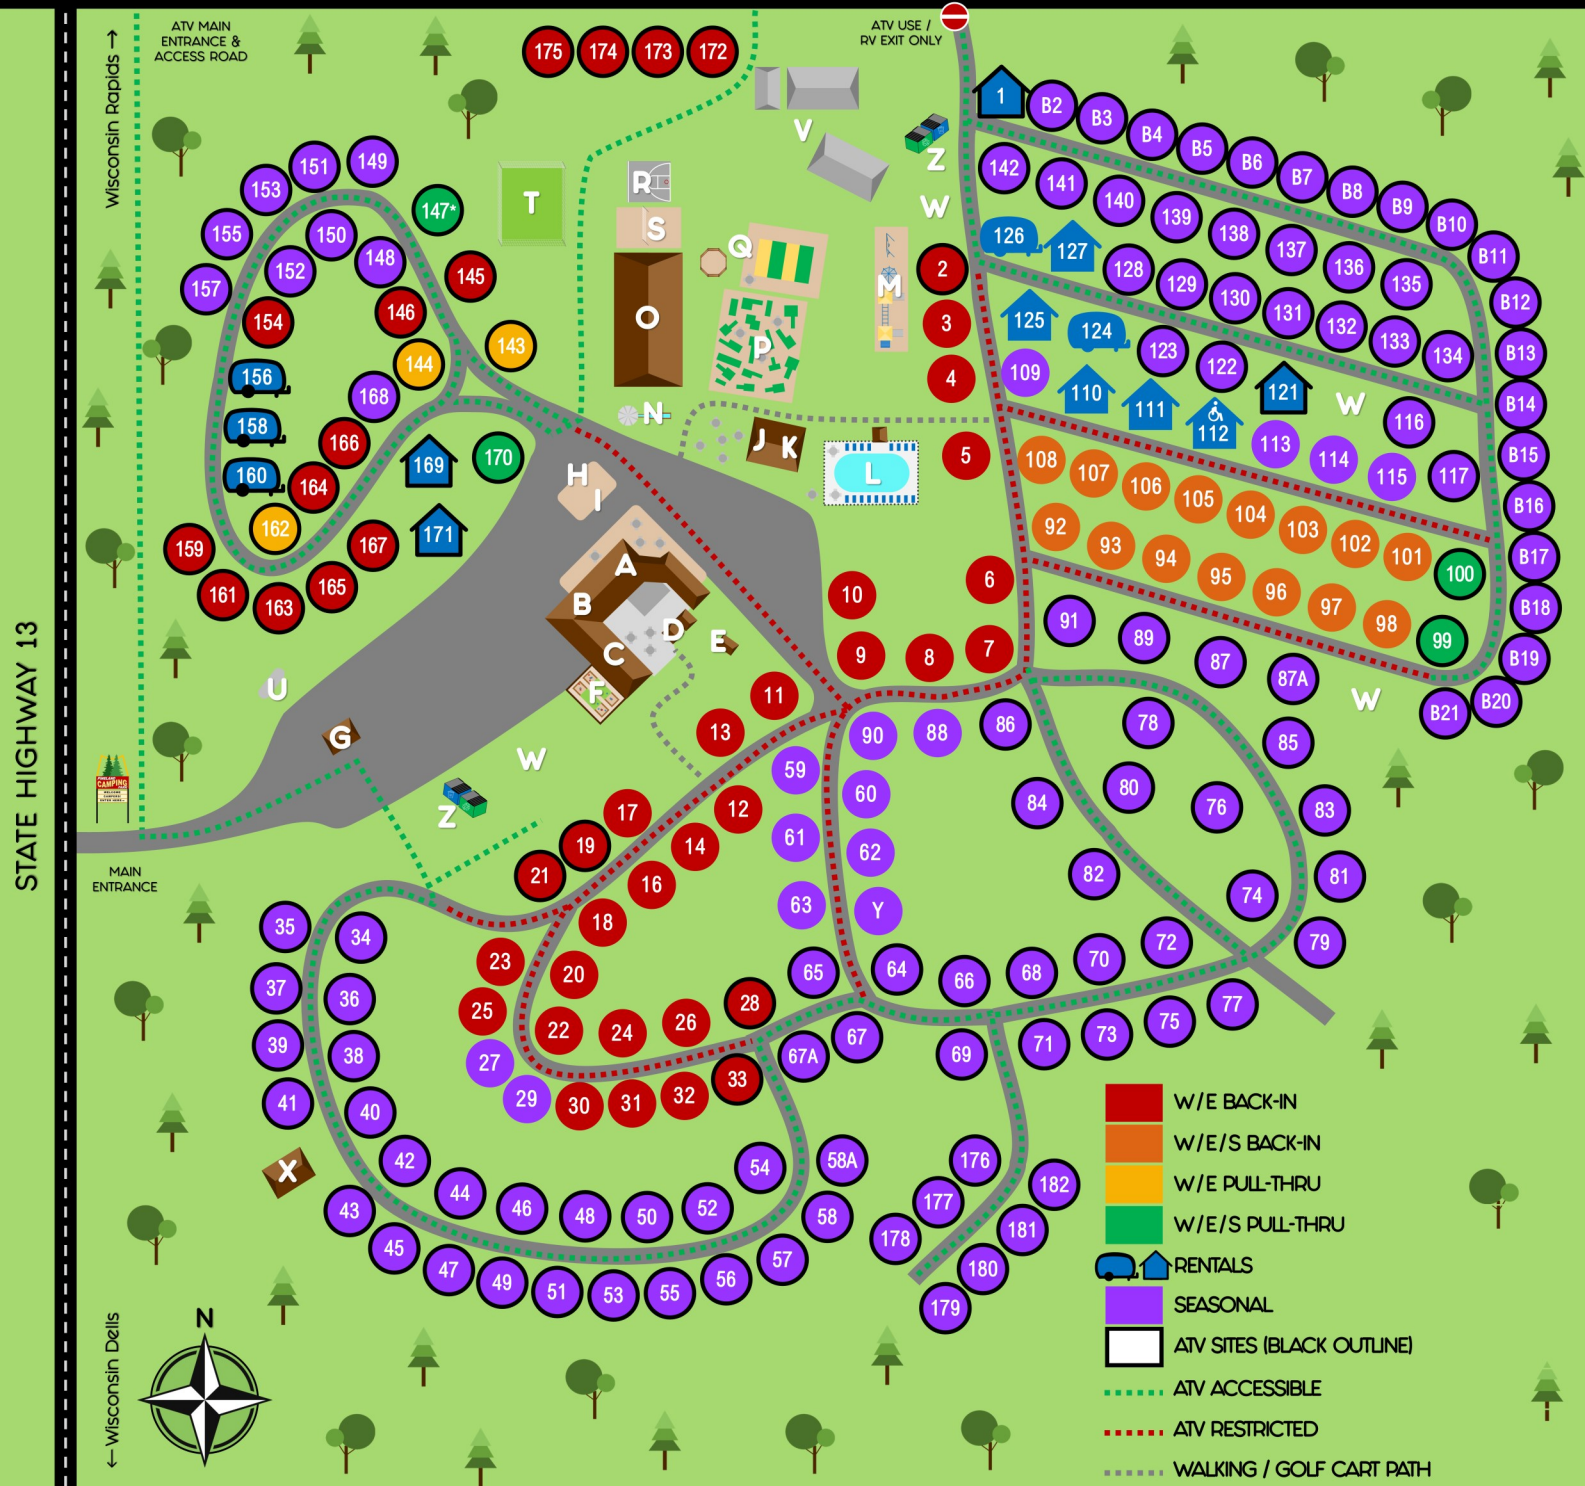 ATV MAIN
ENTRANCE &
ACCESS ROAD
ATV USE /
RV EXIT ONLY
Wisconsin Rapids →
STATE HIGHWAY 13
←Wisconsin Dells
MAIN
ENTRANCE
CAMPING
N
175 174 173 172
1 B2 B3 B4 B5 B6 B7 B8 B9 B10 B11 B12 B13 B14 B15 B16 B17 B18 B19 B20 B21
142 141 140 139 138 137 136 135
126 127 128 129 130 131 132 133 134
125 124 123 122 121 W 116
109 110 111 112 113 114 115 117
108 107 106 105 104 103 102 101 100
92 93 94 95 96 97 98 99
91 89 87 87A W
V Z W
T R S Q O P M N
J K L
H I
A B C D E F
G U W Z X
149 151 153 155 157
147* 150 148 152
145 146 154 143 144
156 158 160 162
168 166 164 169 170 171
159 161 163 165 167
2 3 4 5 6 7 8 9 10
11 13 12 14 16 17 18 19 20 21
90 88 86 78 85
59 60 61 62 63 Y
84 80 76 83 82 74 81 79
65 64 66 68 70 72
67A 67 69 71 73 75 77
23 25 27 29 22 24 26 28
30 31 32 33
35 34 37 36 39 38 41 40
42 44 46 48 50 52 54 58A
43 45 47 49 51 53 55 56 57 58
176 177 178 182 181 180 179
W/E BACK-IN
W/E/S BACK-IN
W/E PULL-THRU
W/E/S PULL-THRU
RENTALS
SEASONAL
ATV SITES (BLACK OUTLINE)
ATV ACCESSIBLE
ATV RESTRICTED
WALKING / GOLF CART PATH